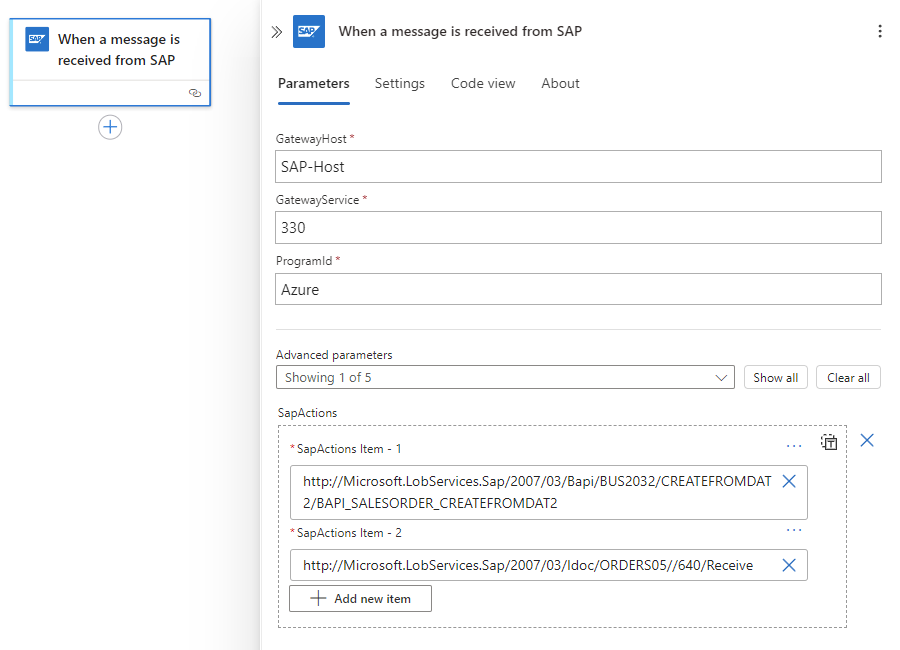 SAP
When a message is
received from SAP
SAP
When a message is received from SAP
Parameters
Settings
Code view
About
GatewayHost *
SAP-Host
GatewayService *
330
ProgramId *
Azure
Advanced parameters
Showing 1 of 5
Show all
Clear all
SapActions
* SapActions Item - 1
...
http://Microsoft.LobServices.Sap/2007/03/Bapi/BUS2032/CREATEFROMDAT
2/BAPI_SALESORDER_CREATEFROMDAT2
* SapActions Item - 2
...
http://Microsoft.LobServices.Sap/2007/03/Idoc/ORDERS05//640/Receive
Add new item